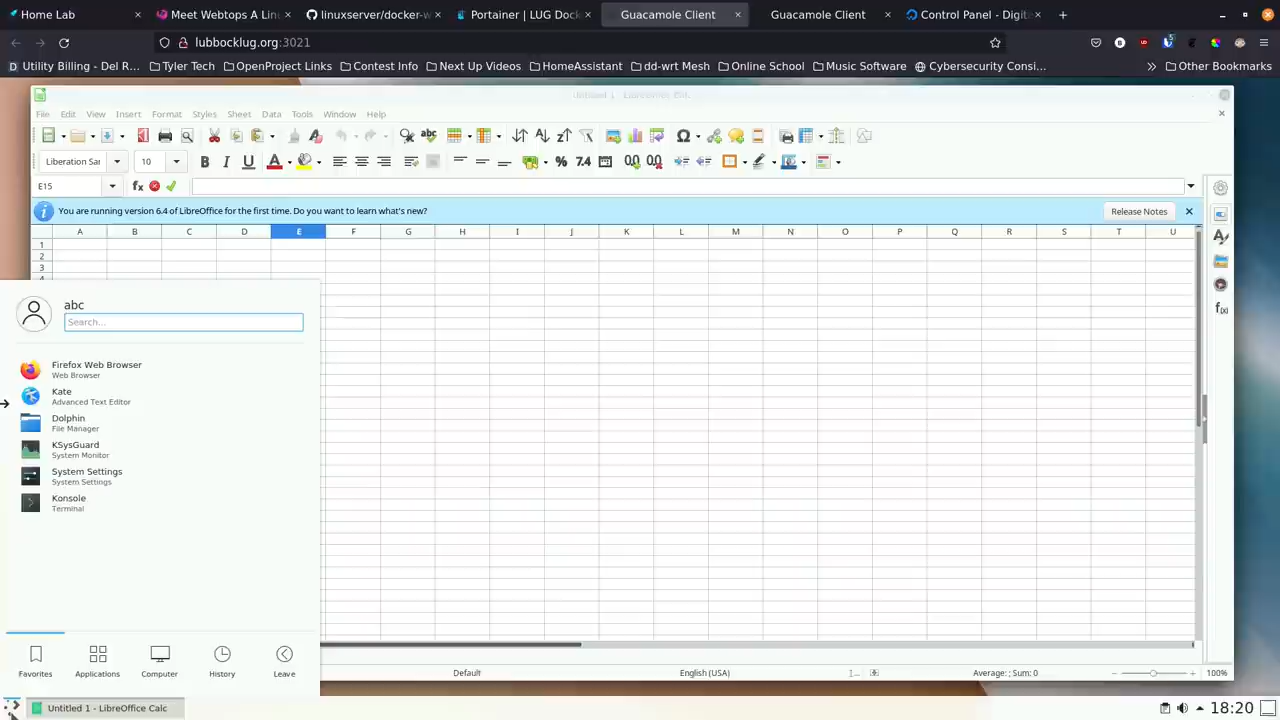 Home Lab
Meet Webtops A Lin
linuxserver/docker-w
Portainer | LUG Dock
Guacamole Client
Guacamole Client
Control Panel - Digit
lubbocklug.org:3021
Utility Billing - Del R...
Tyler Tech
OpenProject Links
Contest Info
Next Up Videos
HomeAssistant
dd-wrt Mesh
Online School
Music Software
Cybersecurity Consi...
Other Bookmarks
Untitled 1 - LibreOffice Calc
File Edit View Insert Format Styles Sheet Data Tools Window Help
Liberation San
10
E15
You are running version 6.4 of LibreOffice for the first time. Do you want to learn what's new?
Release Notes
A B C D E F G H I J K L M N O P Q R S T U
1
2
3
abc
Search...
Firefox Web Browser
Web Browser
Kate
Advanced Text Editor
Dolphin
File Manager
KSysGuard
System Monitor
System Settings
System Settings
Konsole
Terminal
Favorites
Applications
Computer
History
Leave
Default
English (USA)
Average: ; Sum: 0
100%
Untitled 1 - LibreOffice Calc
18:20